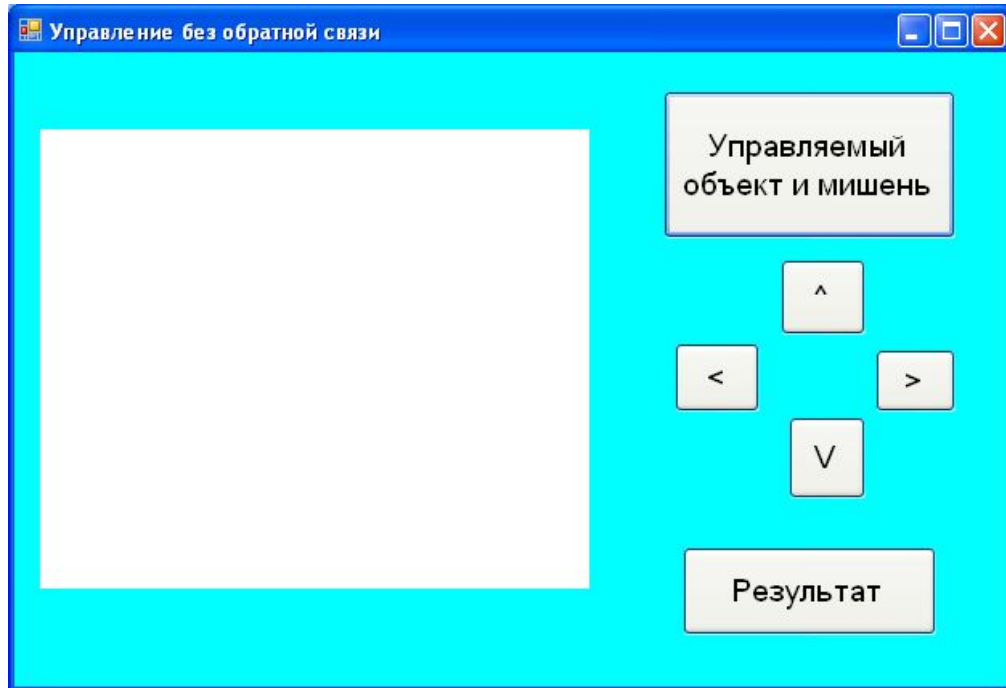 Управление без обратной связи
Управляемый
объект и мишень
^
<
>
V
Результат